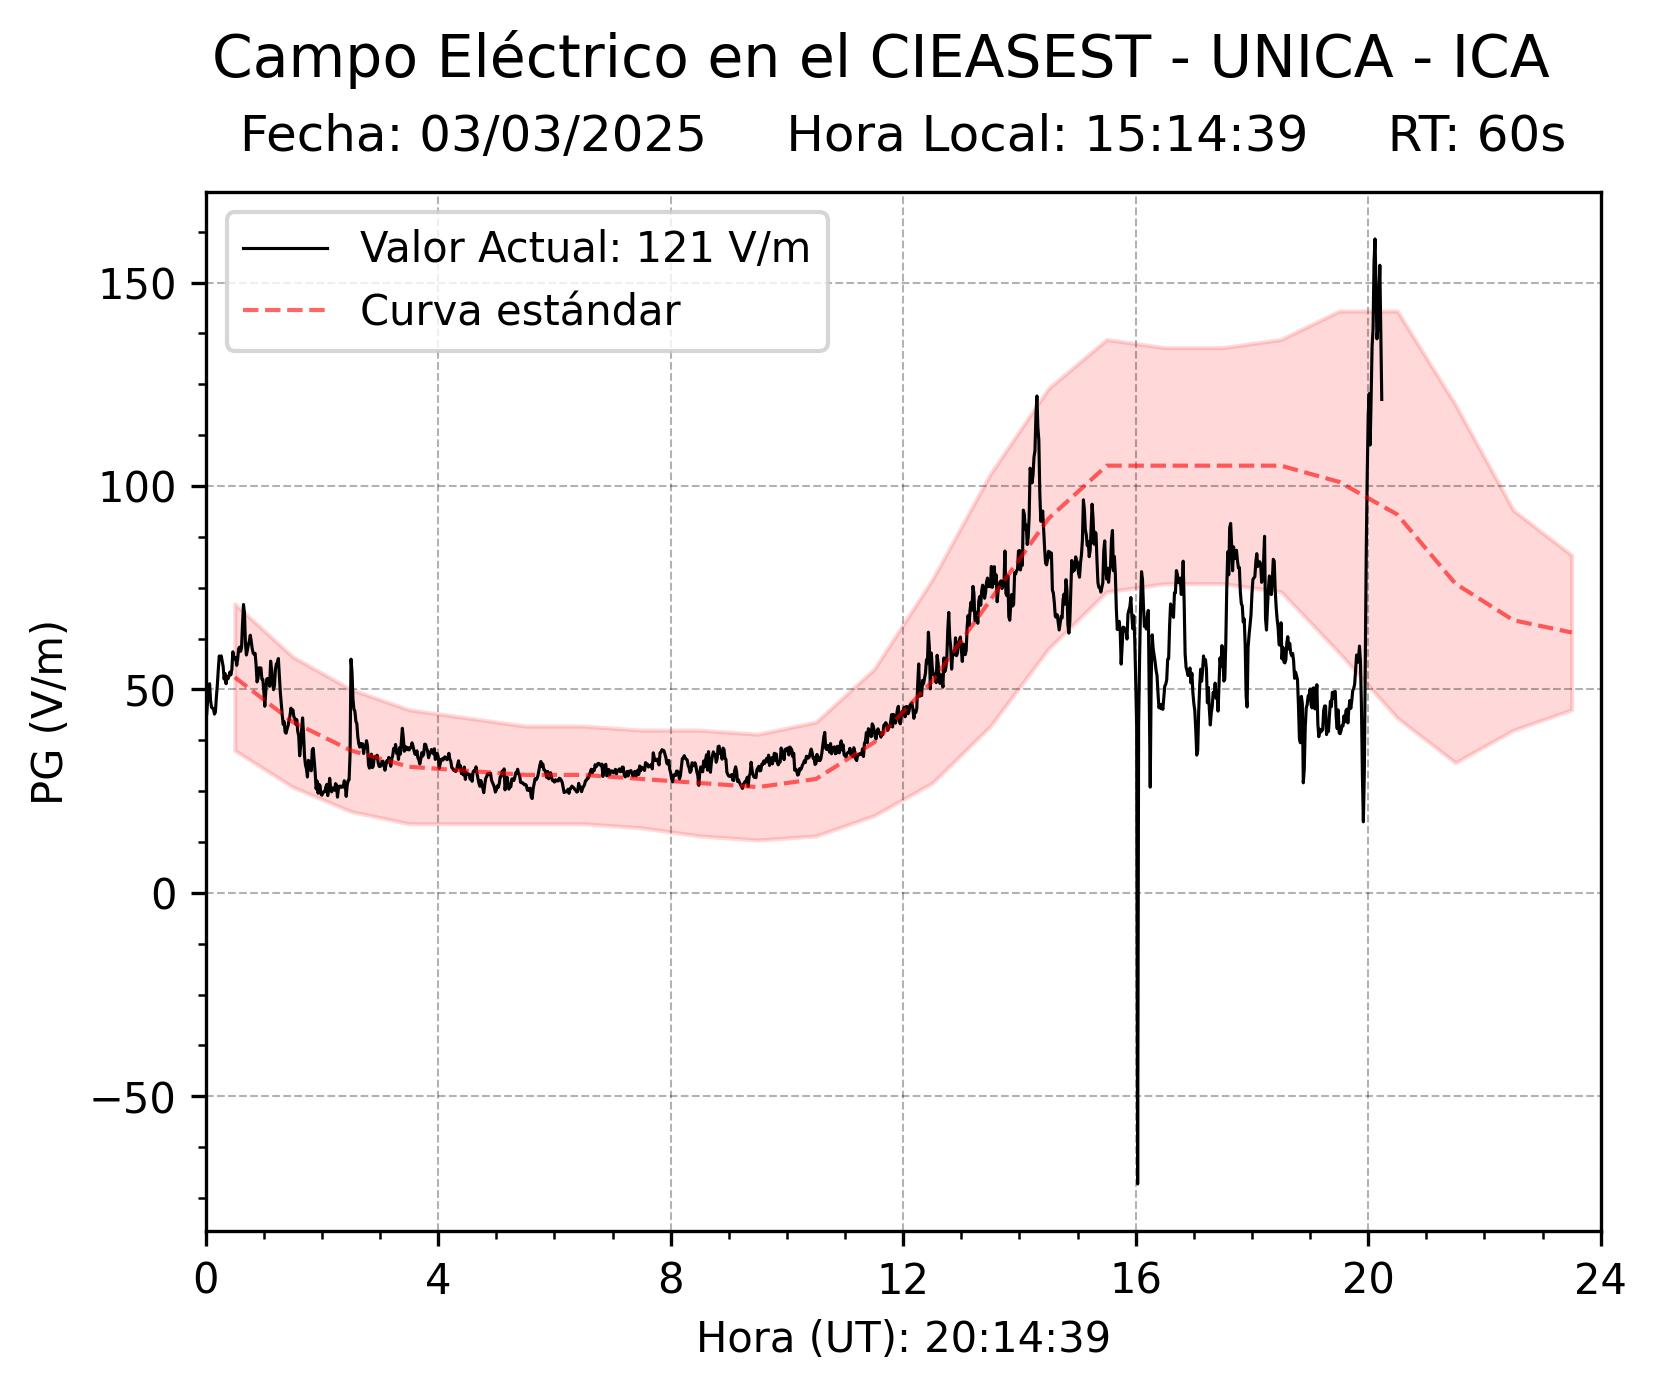 Campo Eléctrico en el CIEASEST - UNICA - ICA
Fecha: 03/03/2025 Hora Local: 15:14:39 RT: 60s
Valor Actual: 121 V/m
Curva estándar
PG (V/m)
150
100
50
0
−50
0 4 8 12 16 20 24
Hora (UT): 20:14:39